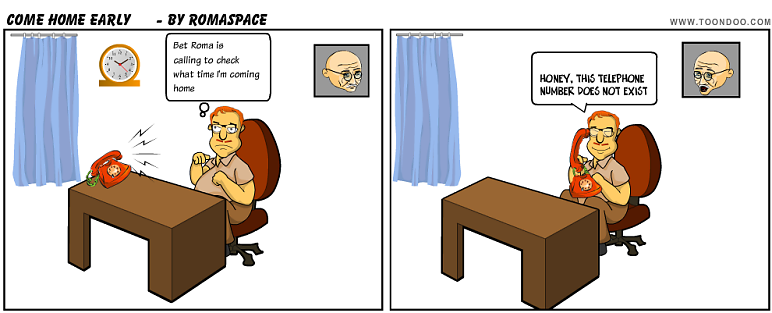 COME HOME EARLY - BY ROMASPACE
WWW.TOONDOO.COM
Bet Roma is
calling to check
what time I'm coming
home
HONEY, THIS TELEPHONE
NUMBER DOES NOT EXIST